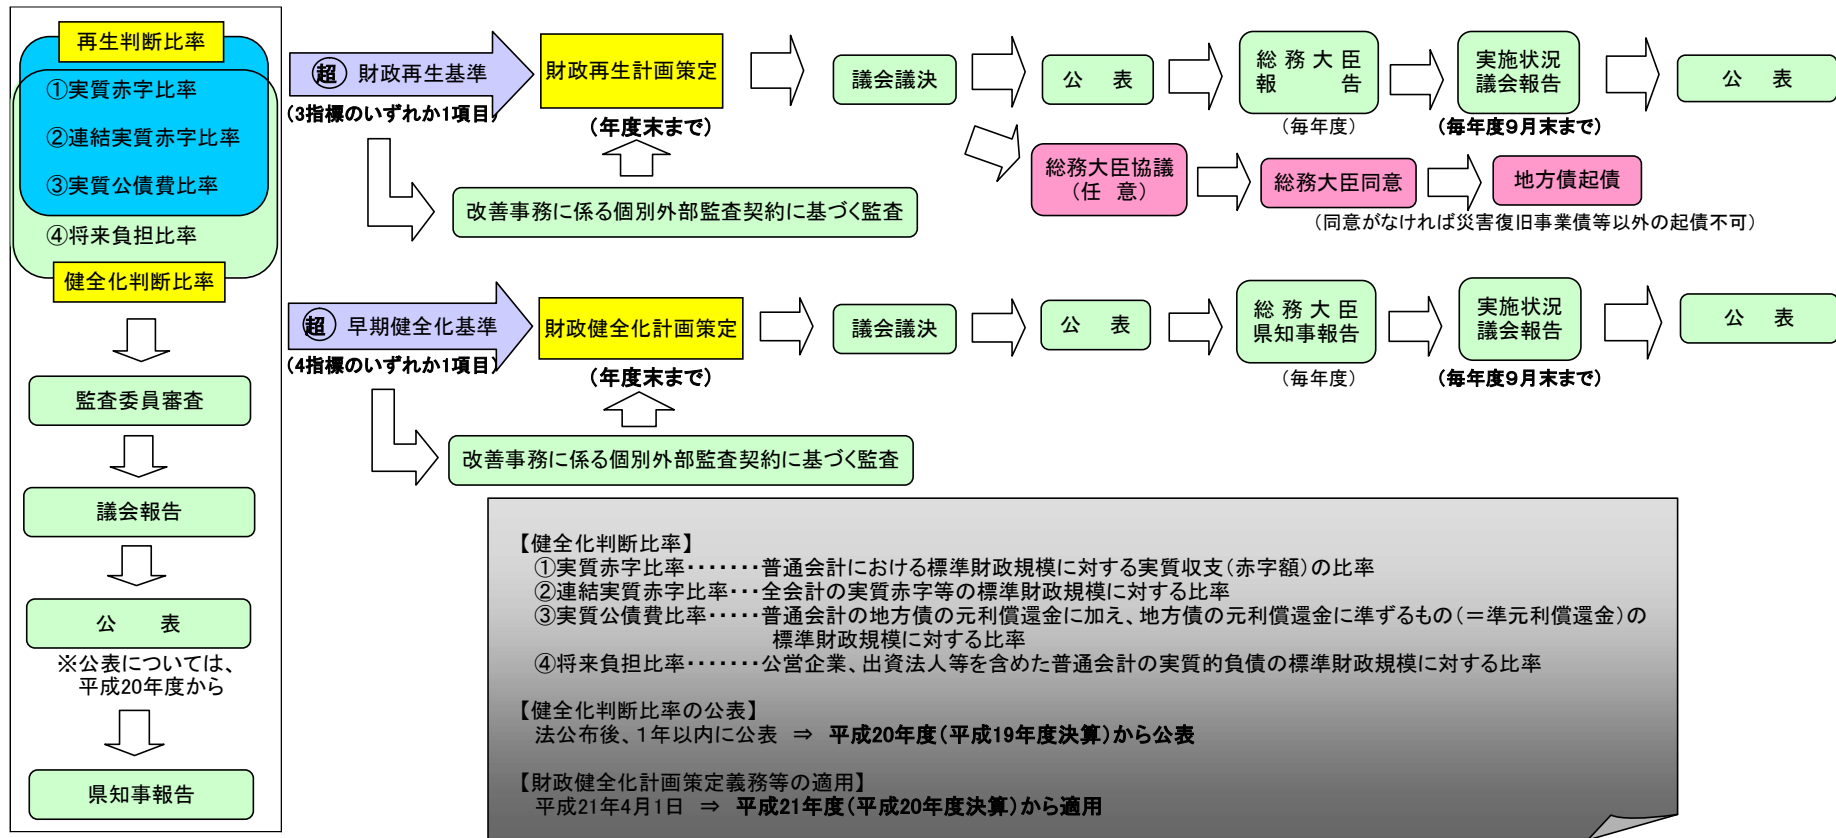 再生判断比率
①実質赤字比率
②連結実質赤字比率
③実質公債費比率
④将来負担比率
健全化判断比率
監査委員審査
議会報告
公　表
※公表については、
平成20年度から
県知事報告
超 財政再生基準
(3指標のいずれか1項目)
財政再生計画策定
(年度末まで)
改善事務に係る個別外部監査契約に基づく監査
議会議決
公　表
総務大臣
報　　告
(毎年度)
実施状況
議会報告
(毎年度9月末まで)
公　表
総務大臣協議
(任　意)
総務大臣同意
地方債起債
(同意がなければ災害復旧事業債等以外の起債不可)
超 早期健全化基準
(4指標のいずれか1項目)
財政健全化計画策定
(年度末まで)
改善事務に係る個別外部監査契約に基づく監査
議会議決
公　表
総務大臣
県知事報告
(毎年度)
実施状況
議会報告
(毎年度9月末まで)
公　表
【健全化判断比率】
①実質赤字比率・・・・・・・普通会計における標準財政規模に対する実質収支(赤字額)の比率
②連結実質赤字比率・・・全会計の実質赤字等の標準財政規模に対する比率
③実質公債費比率・・・・・普通会計の地方債の元利償還金に加え、地方債の元利償還金に準ずるもの(=準元利償還金)の
標準財政規模に対する比率
④将来負担比率・・・・・・・公営企業、出資法人等を含めた普通会計の実質的負債の標準財政規模に対する比率
【健全化判断比率の公表】
法公布後、1年以内に公表 ⇒ 平成20年度(平成19年度決算)から公表
【財政健全化計画策定義務等の適用】
平成21年4月1日 ⇒ 平成21年度(平成20年度決算)から適用